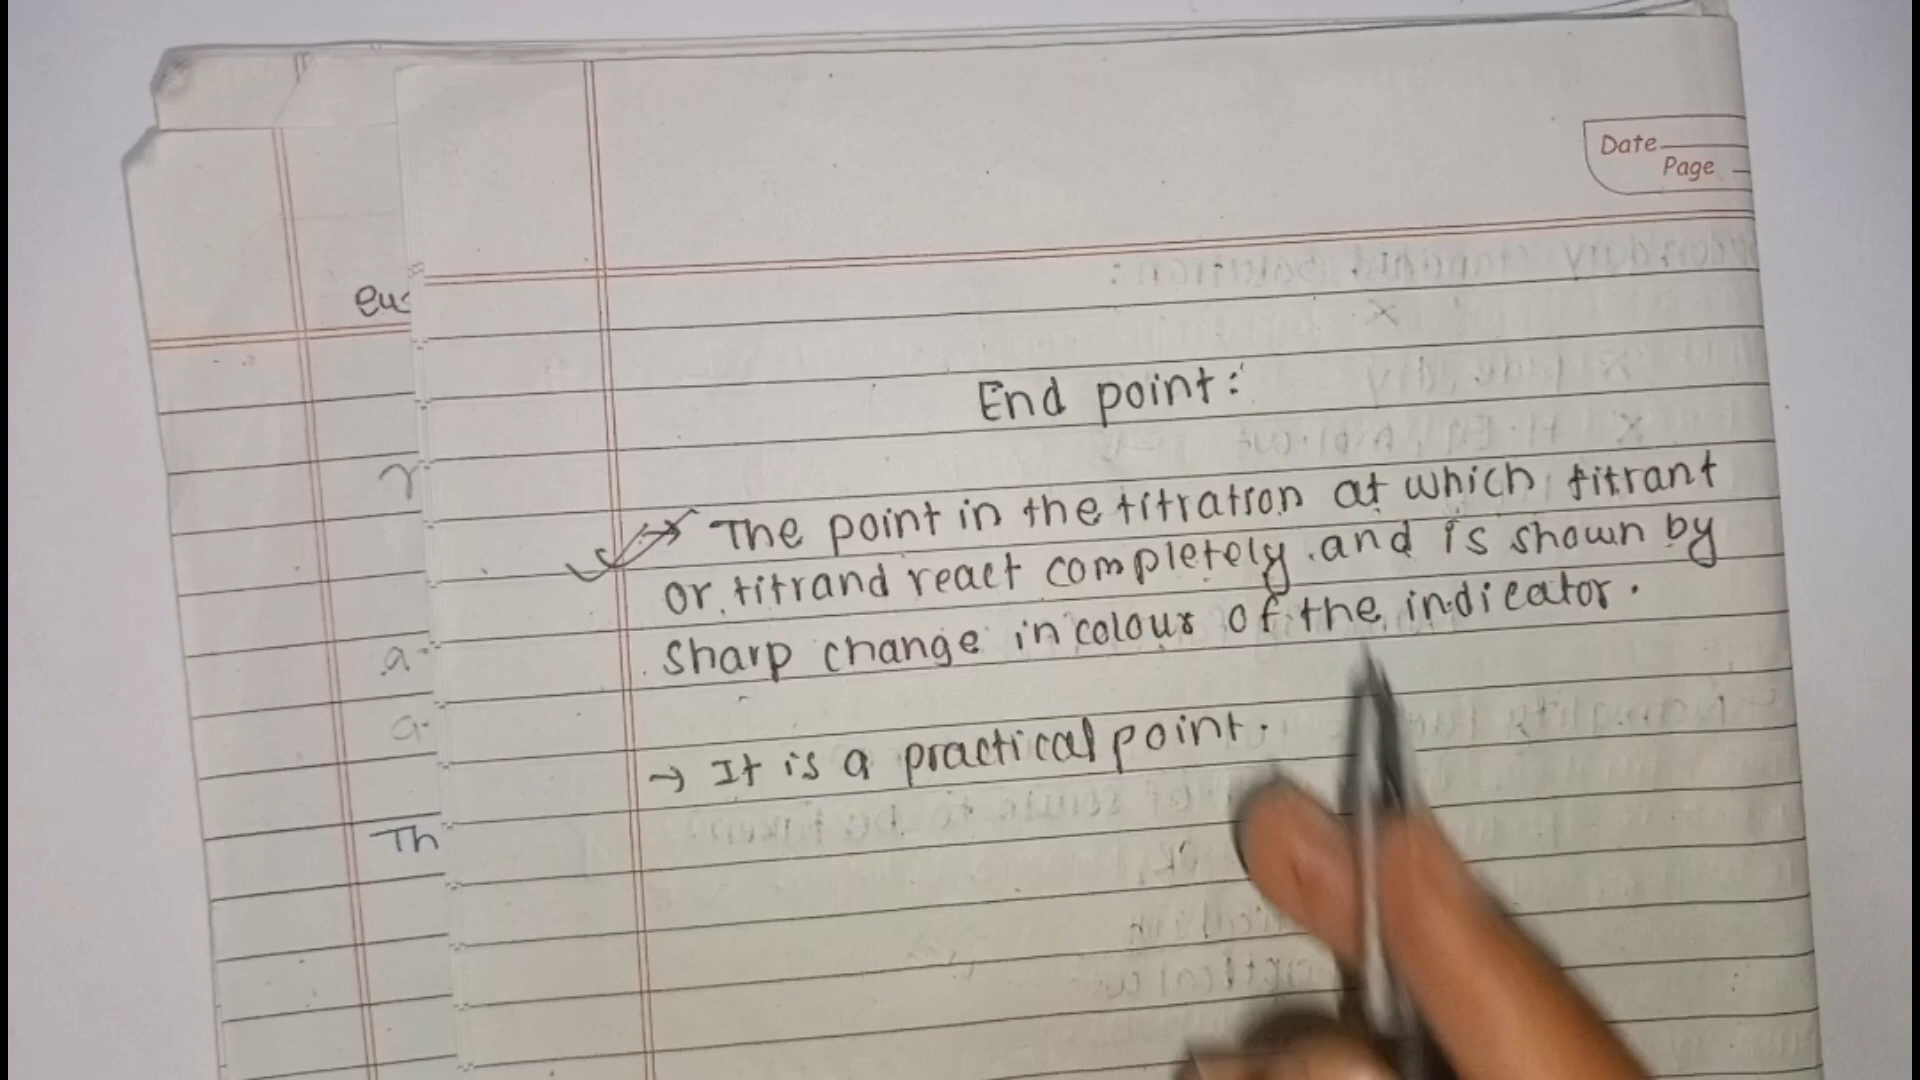 Date
Page
End point:
→ The point in the titration at which titrant
or titrand react completely and is shown by
sharp change in colour of the indicator.
→ It is a practical point.
Th